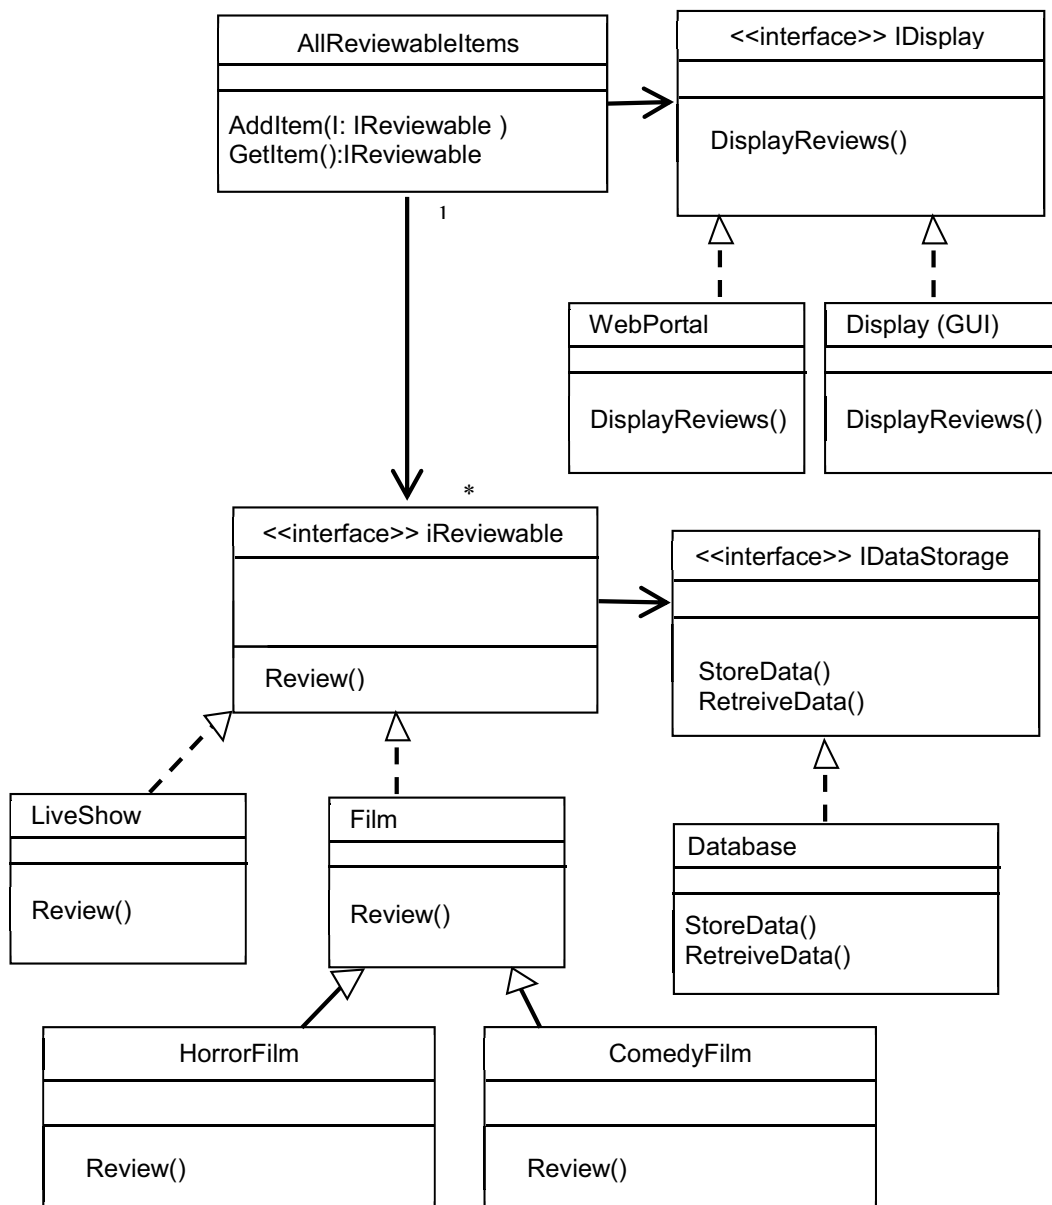 AllReviewableItems
AddItem(I: IReviewable )
GetItem():IReviewable
1
<<interface>> IDisplay
DisplayReviews()
WebPortal
DisplayReviews()
Display (GUI)
DisplayReviews()
*
<<interface>> iReviewable
Review()
<<interface>> IDataStorage
StoreData()
RetreiveData()
LiveShow
Review()
Film
Review()
Database
StoreData()
RetreiveData()
HorrorFilm
Review()
ComedyFilm
Review()